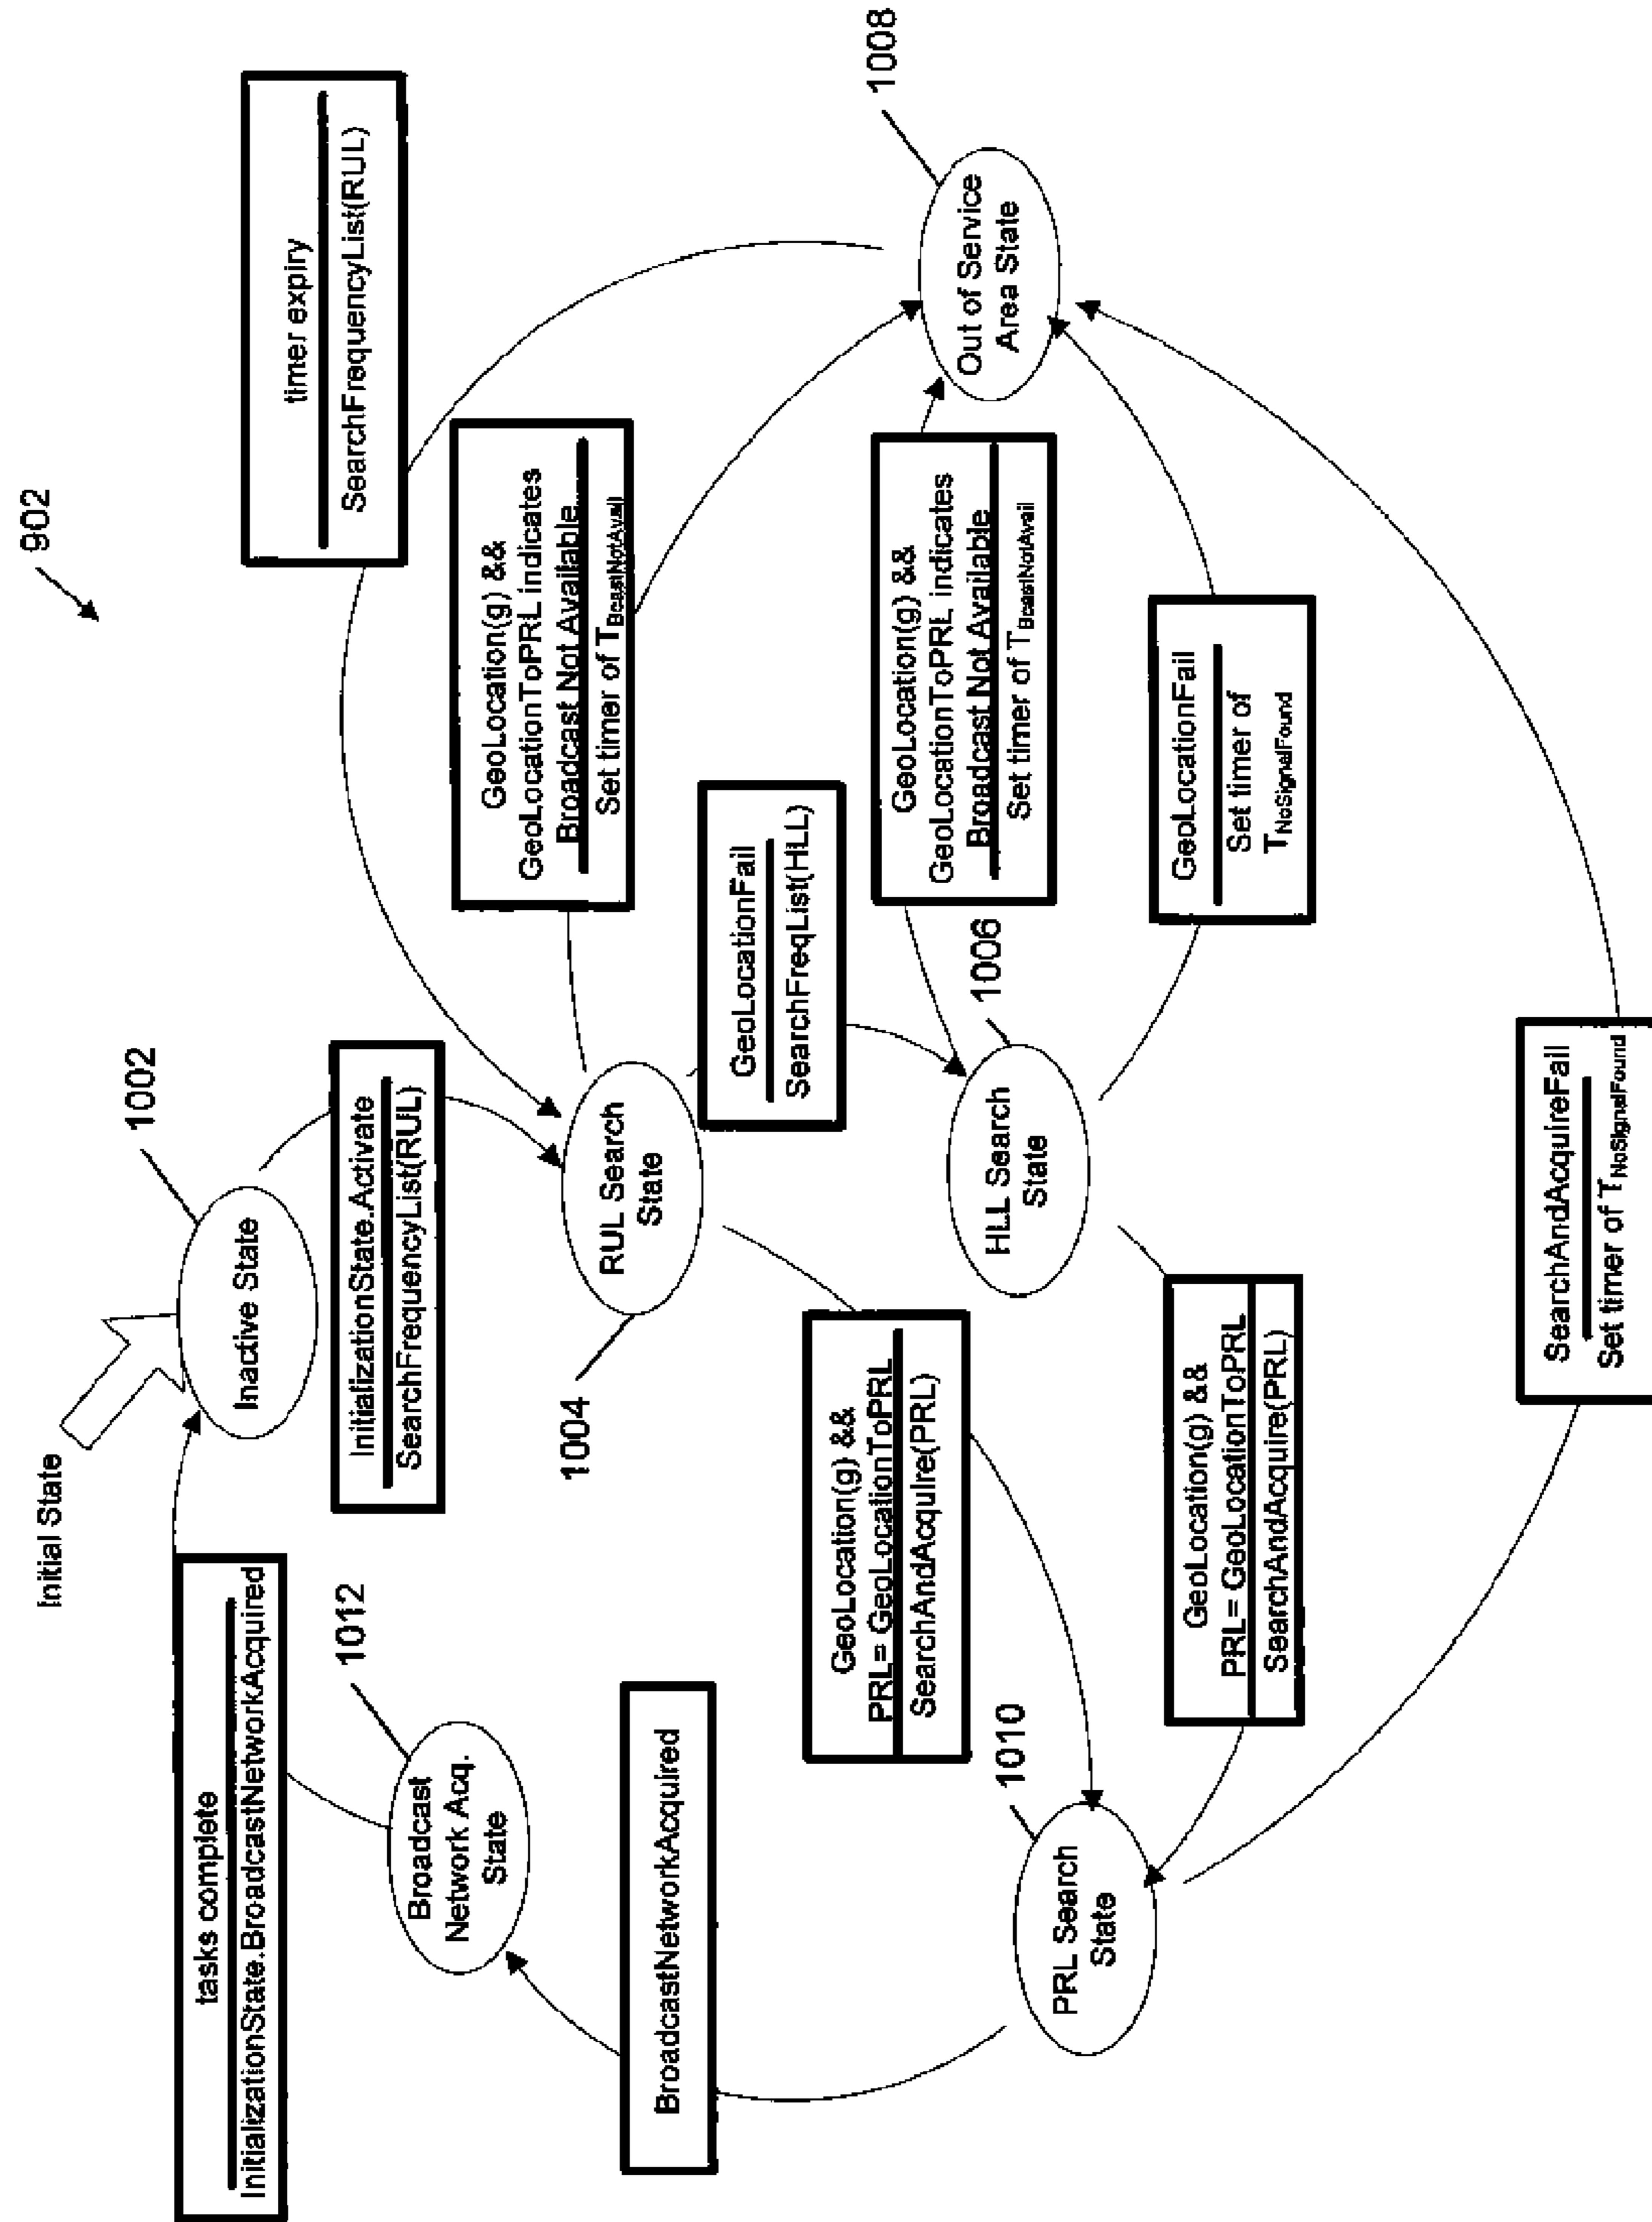 902
Initial State
tasks complete
InitializationState.BroadcastNetworkAcquired
1002
Inactive State
InitializationState.Activate
SearchFrequencyList(RUL)
timer expiry
SearchFrequencyList(RUL)
1012
Broadcast
Network Acq.
State
1004
RUL Search
State
GeoLocation(g) &&
GeoLocationToPRL indicates
Broadcast Not Available
Set timer of TBcastNotAvail
BroadcastNetworkAcquired
GeoLocationFail
SearchFreqList(HLL)
1008
Out of Service
Area State
GeoLocation(g) &&
PRL= GeoLocationToPRL
SearchAndAcquire(PRL)
1006
HLL Search
State
GeoLocation(g) &&
GeoLocationToPRL indicates
Broadcast Not Available
Set timer of TBcastNotAvail
1010
PRL Search
State
GeoLocation(g) &&
PRL= GeoLocationToPRL
SearchAndAcquire(PRL)
GeoLocationFail
Set timer of
TNoSignalFound
SearchAndAcquireFail
Set timer of TNoSignalFound